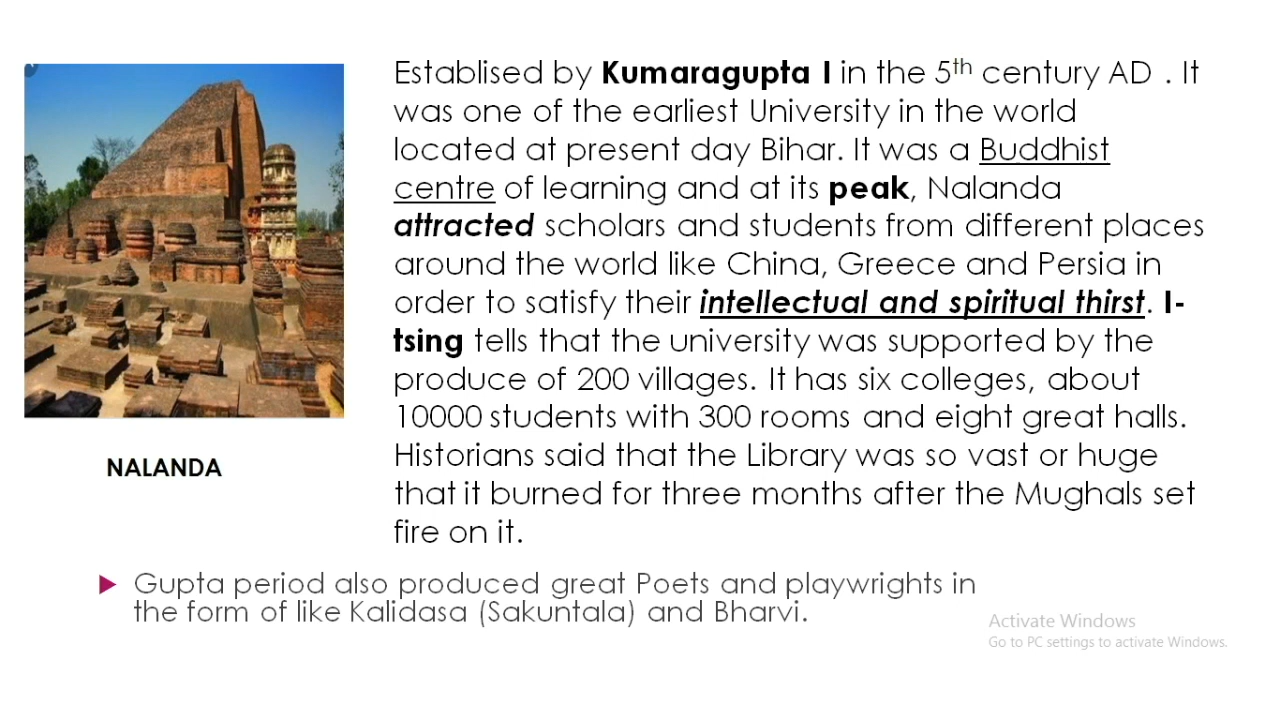 Establised by Kumaragupta I in the 5th century AD . It
was one of the earliest University in the world
located at present day Bihar. It was a Buddhist
centre of learning and at its peak, Nalanda
attracted scholars and students from different places
around the world like China, Greece and Persia in
order to satisfy their intellectual and spiritual thirst. I-
tsing tells that the university was supported by the
produce of 200 villages. It has six colleges, about
10000 students with 300 rooms and eight great halls.
Historians said that the Library was so vast or huge
that it burned for three months after the Mughals set
fire on it.
NALANDA
Gupta period also produced great Poets and playwrights in
the form of like Kalidasa (Sakuntala) and Bharvi.
Activate Windows
Go to PC settings to activate Windows.